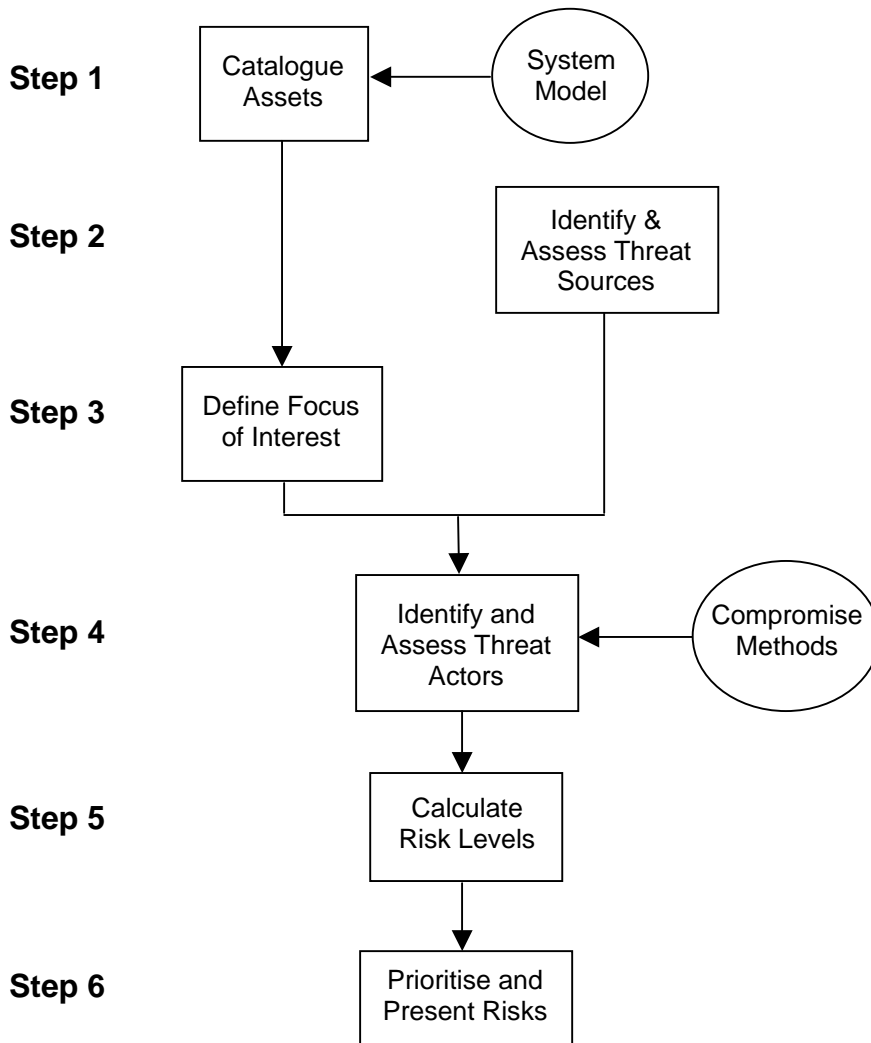 Step 1
Catalogue
Assets
System
Model
Step 2
Identify &
Assess Threat
Sources
Step 3
Define Focus
of Interest
Step 4
Identify and
Assess Threat
Actors
Compromise
Methods
Step 5
Calculate
Risk Levels
Step 6
Prioritise and
Present Risks